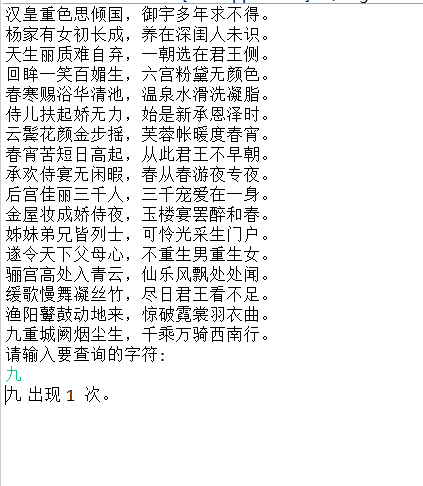 汉皇重色思倾国，御宇多年求不得。
杨家有女初长成，养在深闺人未识。
天生丽质难自弃，一朝选在君王侧。
回眸一笑百媚生，六宫粉黛无颜色。
春寒赐浴华清池，温泉水滑洗凝脂。
侍儿扶起娇无力，始是新承恩泽时。
云鬓花颜金步摇，芙蓉帐暖度春宵。
春宵苦短日高起，从此君王不早朝。
承欢侍宴无闲暇，春从春游夜专夜。
后宫佳丽三千人，三千宠爱在一身。
金屋妆成娇侍夜，玉楼宴罢醉和春。
姊妹弟兄皆列士，可怜光采生门户。
遂令天下父母心，不重生男重生女。
骊宫高处入青云，仙乐风飘处处闻。
缓歌慢舞凝丝竹，尽日君王看不足。
渔阳鼙鼓动地来，惊破霓裳羽衣曲。
九重城阙烟尘生，千乘万骑西南行。
请输入要查询的字符:
九
九 出现 1 次。